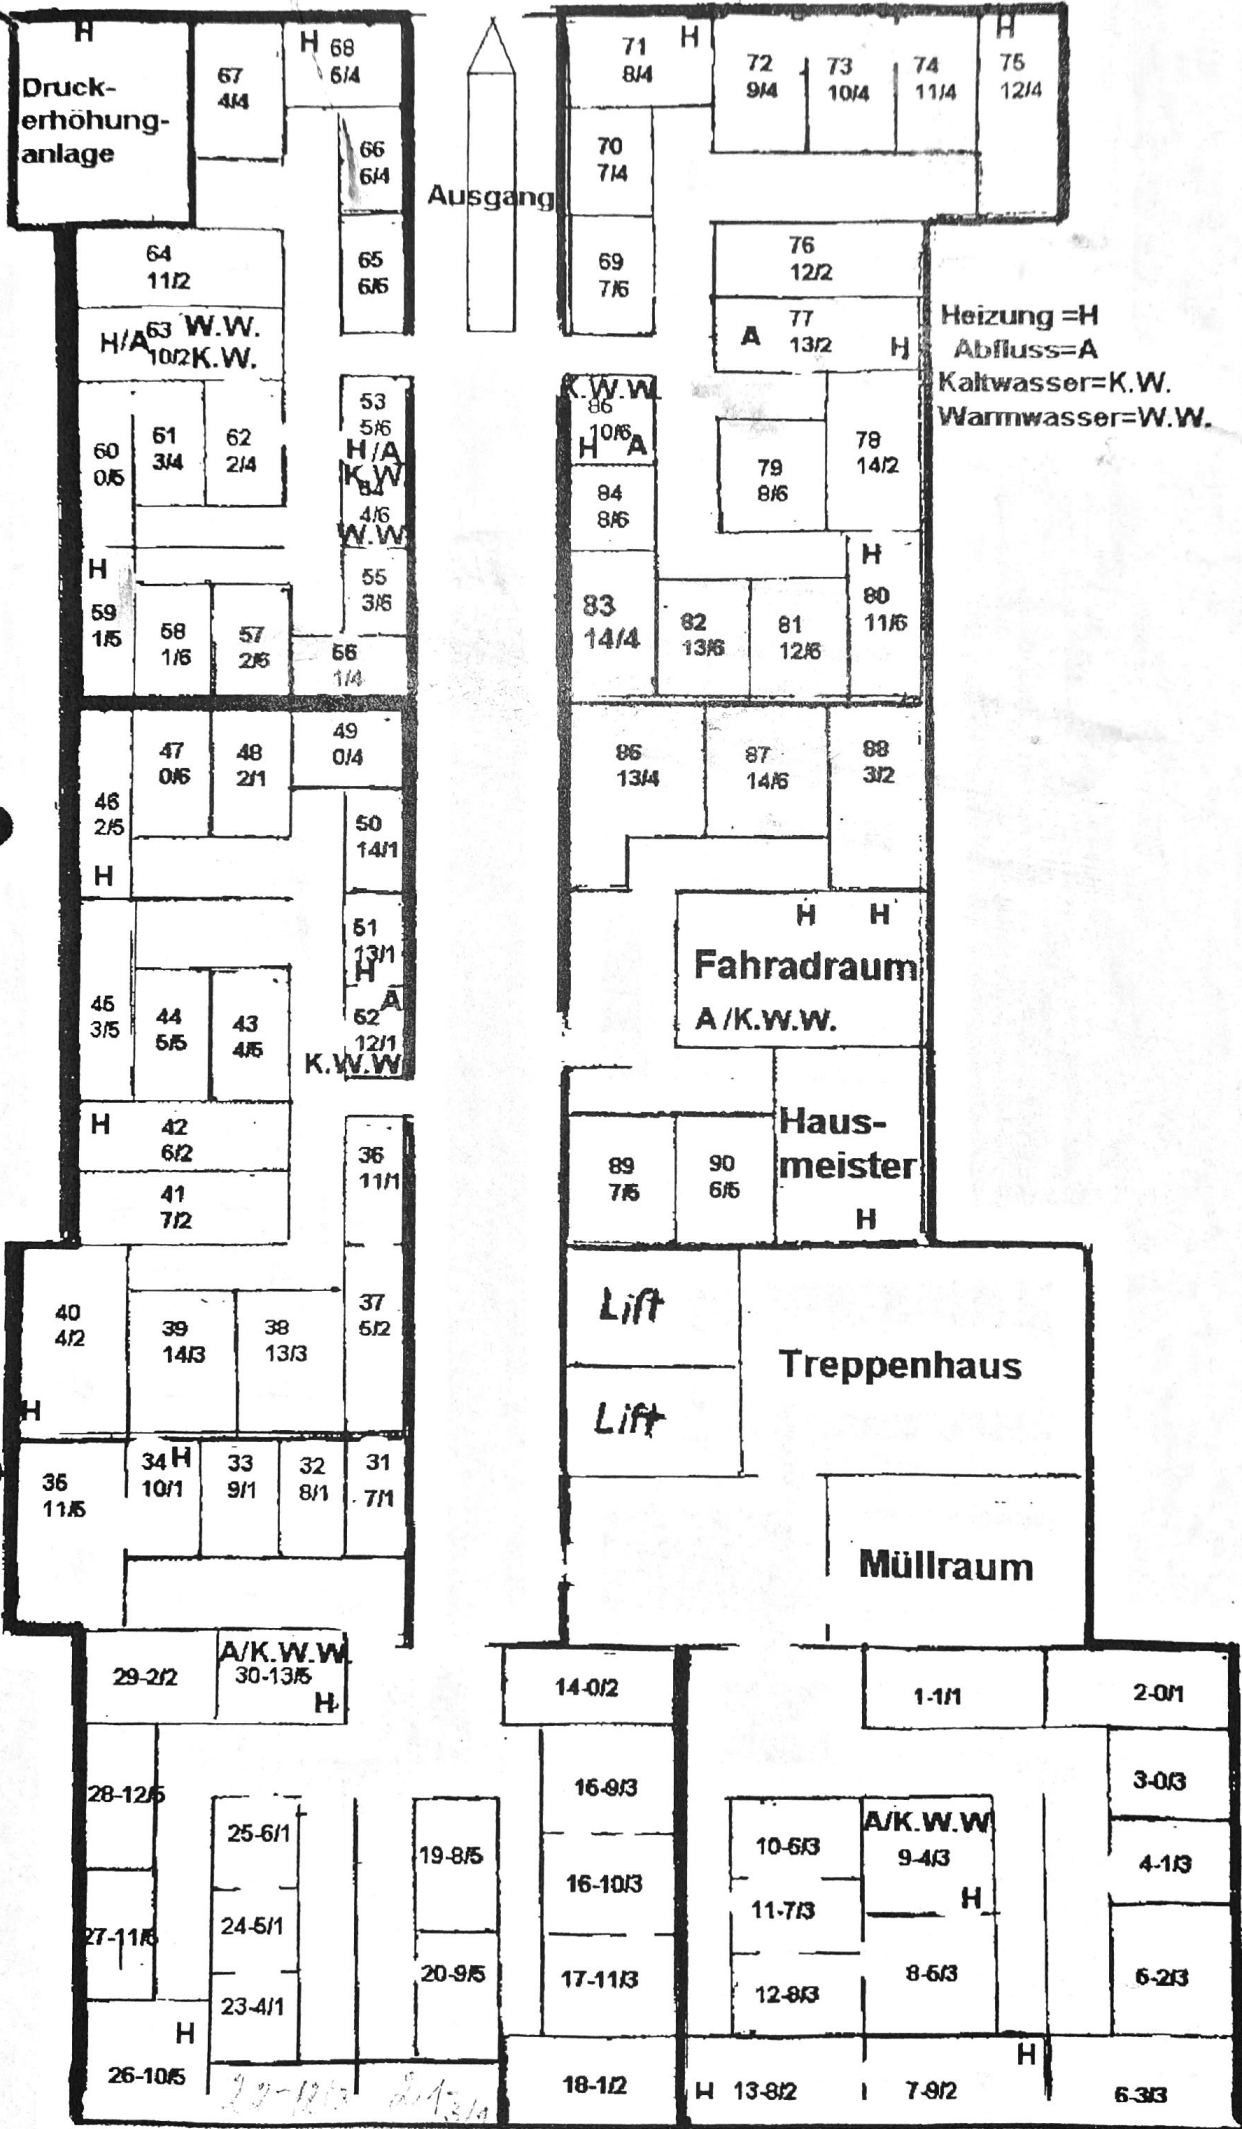 H
Druck-
erhöhung-
anlage
67
4/4
H 68
5/4
66
6/4
65
6/6
Ausgang
71
8/4
H
72
9/4
73
10/4
74
11/4
H
75
12/4
70
7/4
69
7/6
64
11/2
H/A
63
10/2
W.W.
K.W.
76
12/2
A
77
13/2
H
Heizung =H
Abfluss=A
Kaltwasser=K.W.
Warmwasser=W.W.
60
0/5
61
3/4
62
2/4
53
5/6
H/A
K.W
4/6
W.W
55
3/6
56
1/4
H
59
1/5
58
1/6
57
2/6
K.W.W.
10/6
H
A
84
8/6
83
14/4
82
13/6
81
12/6
79
8/6
78
14/2
H
80
11/6
46
2/5
H
47
0/6
48
2/1
49
0/4
50
14/1
51
13/1
H
A
52
12/1
K.W.W
86
13/4
87
14/6
88
3/2
H
H
Fahradraum
A /K.W.W.
45
3/5
44
5/5
43
4/5
H
42
6/2
41
7/2
36
11/1
89
7/5
90
6/5
Haus-
meister
H
40
4/2
H
39
14/3
38
13/3
37
5/2
Lift
Lift
Treppenhaus
36
11/5
34
10/1
H
33
9/1
32
8/1
31
7/1
Müllraum
29-2/2
A/K.W.W.
30-13/5
H
14-0/2
1-1/1
2-0/1
28-12/5
27-11/5
25-6/1
24-5/1
23-4/1
H
26-10/5
19-8/5
20-9/5
15-9/3
16-10/3
17-11/3
18-1/2
10-5/3
11-7/3
12-8/3
A/K.W.W
9-4/3
H
8-5/3
3-0/3
4-1/3
5-2/3
H
13-8/2
7-9/2
H
6-3/3